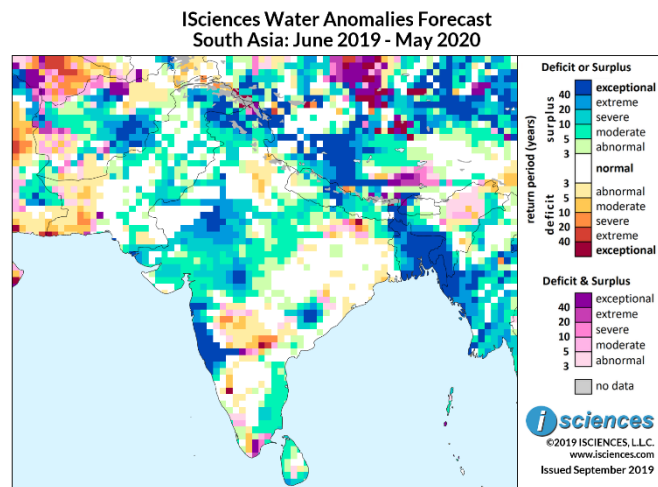 ISciences Water Anomalies Forecast
South Asia: June 2019 - May 2020
Deficit or Surplus
return period (years)
surplus
deficit
exceptional
40
extreme
20
severe
10
moderate
5
abnormal
3
normal
3
abnormal
5
moderate
10
severe
20
extreme
40
exceptional
Deficit & Surplus
exceptional
40
extreme
20
severe
10
moderate
5
abnormal
3
no data
i sciences
©2019 ISCIENCES, L.L.C.
www.isciences.com
Issued September 2019